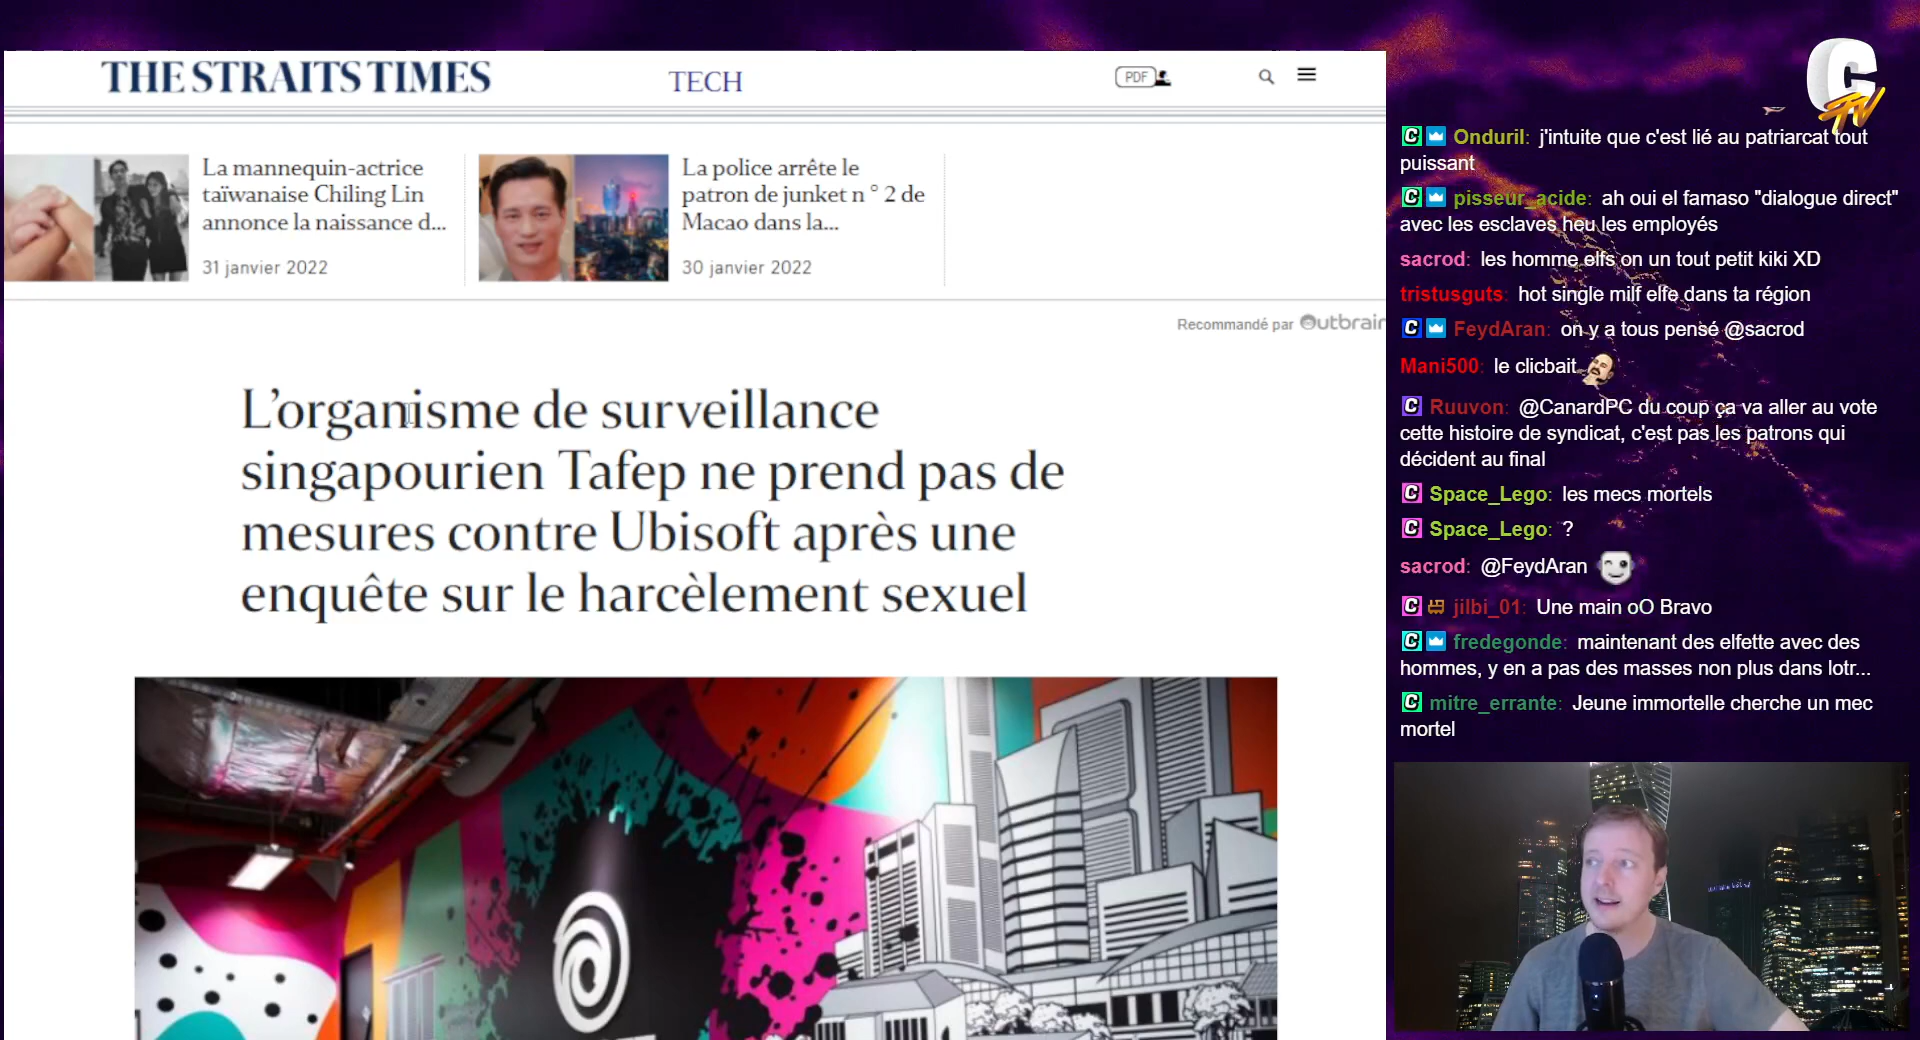 THE STRAITS TIMES
TECH
PDF
La mannequin-actrice
taïwanaise Chiling Lin
annonce la naissance d...
31 janvier 2022
La police arrête le
patron de junket n ° 2 de
Macao dans la...
30 janvier 2022
Recommandé par Outbrain
L'organisme de surveillance
singapourien Tafep ne prend pas de
mesures contre Ubisoft après une
enquête sur le harcèlement sexuel
C TV
Onduril: j'intuite que c'est lié au patriarcat tout
puissant
pisseur_acide: ah oui el famaso "dialogue direct"
avec les esclaves heu les employés
sacrod: les homme elfs on un tout petit kiki XD
tristusguts: hot single milf elfe dans ta région
FeydAran: on y a tous pensé @sacrod
Mani500: le clicbait
Ruuvon: @CanardPC du coup ça va aller au vote
cette histoire de syndicat, c'est pas les patrons qui
décident au final
Space_Lego: les mecs mortels
Space_Lego: ?
sacrod: @FeydAran
jilbi_01: Une main oO Bravo
fredegonde: maintenant des elfette avec des
hommes, y en a pas des masses non plus dans lotr...
mitre_errante: Jeune immortelle cherche un mec
mortel